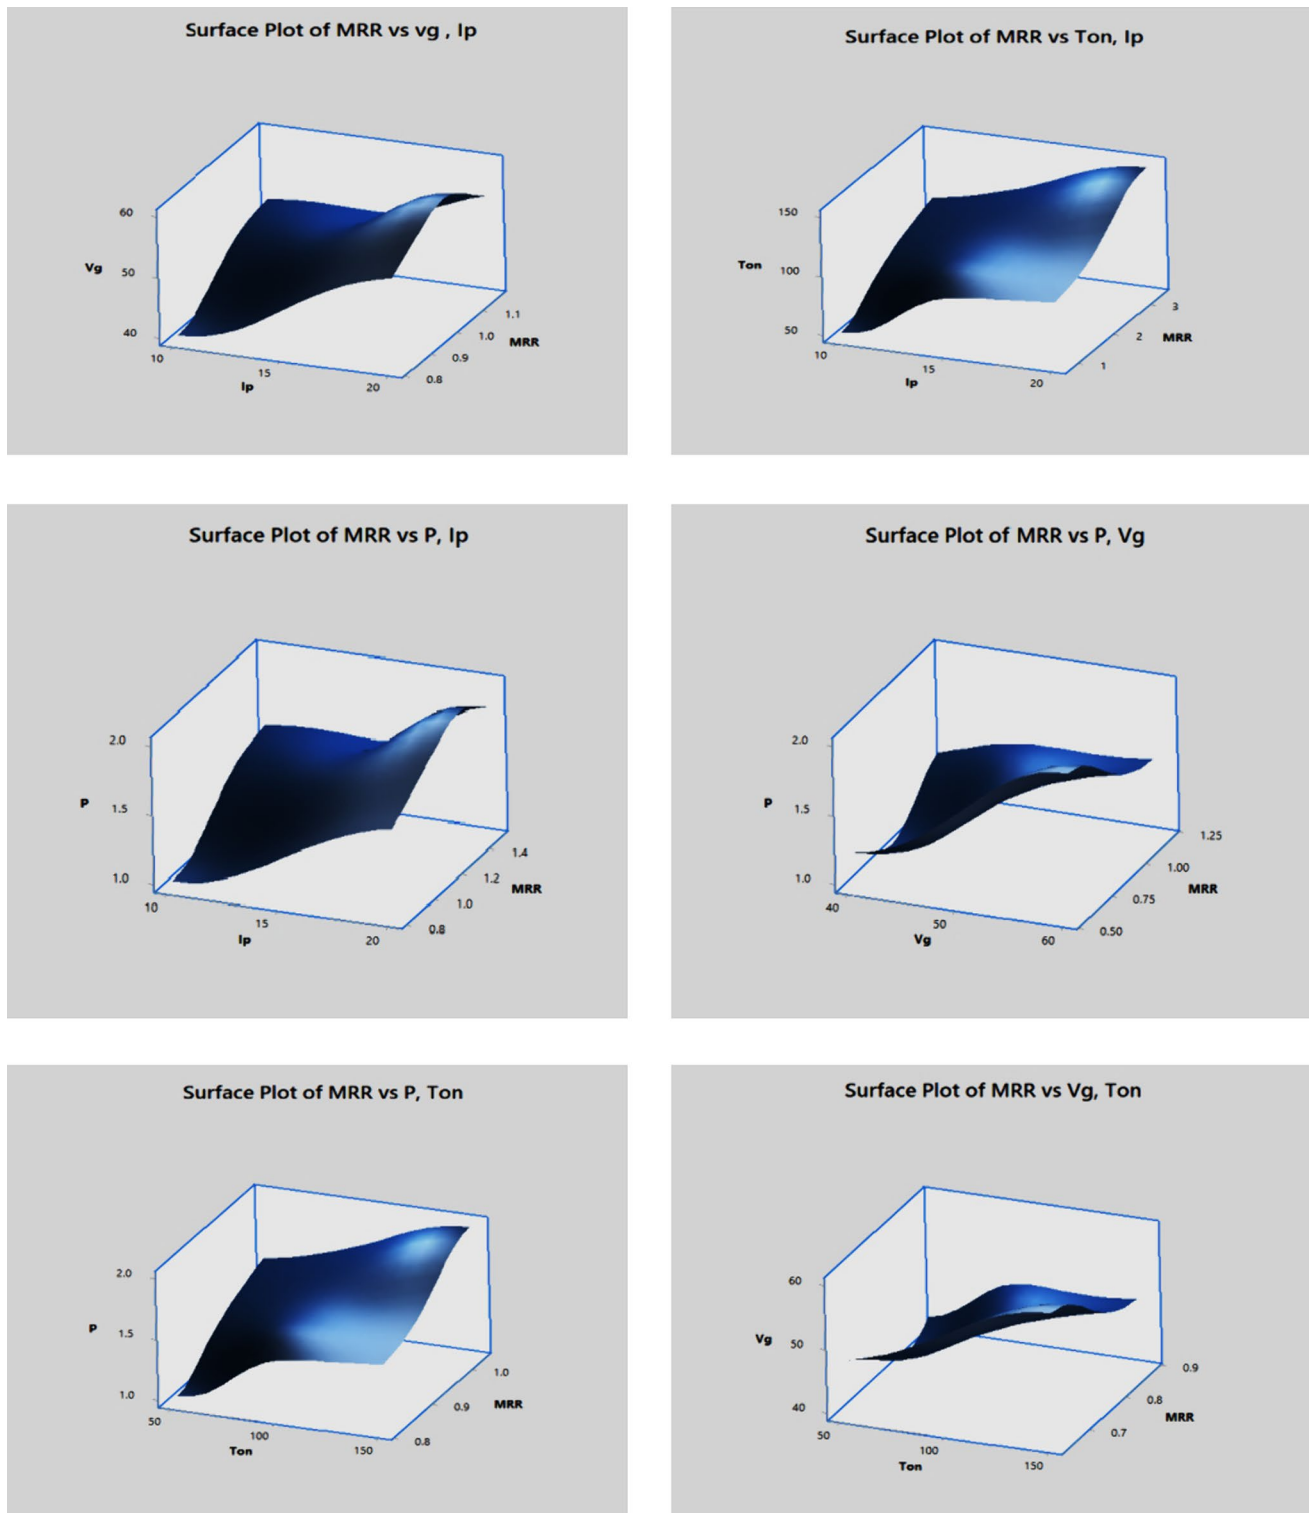 Surface Plot of MRR vs vg , Ip
60
50
40
Vg
10
15
20
Ip
0.8
0.9
1.0
1.1
MRR
Surface Plot of MRR vs Ton, Ip
150
100
50
Ton
10
15
20
Ip
1
2
3
MRR
Surface Plot of MRR vs P, Ip
2.0
1.5
1.0
P
10
15
20
Ip
0.8
1.0
1.2
1.4
MRR
Surface Plot of MRR vs P, Vg
2.0
1.5
1.0
P
40
50
60
Vg
0.50
0.75
1.00
1.25
MRR
Surface Plot of MRR vs P, Ton
2.0
1.5
1.0
P
50
100
150
Ton
0.8
0.9
1.0
MRR
Surface Plot of MRR vs Vg, Ton
60
50
40
Vg
50
100
150
Ton
0.7
0.8
0.9
MRR